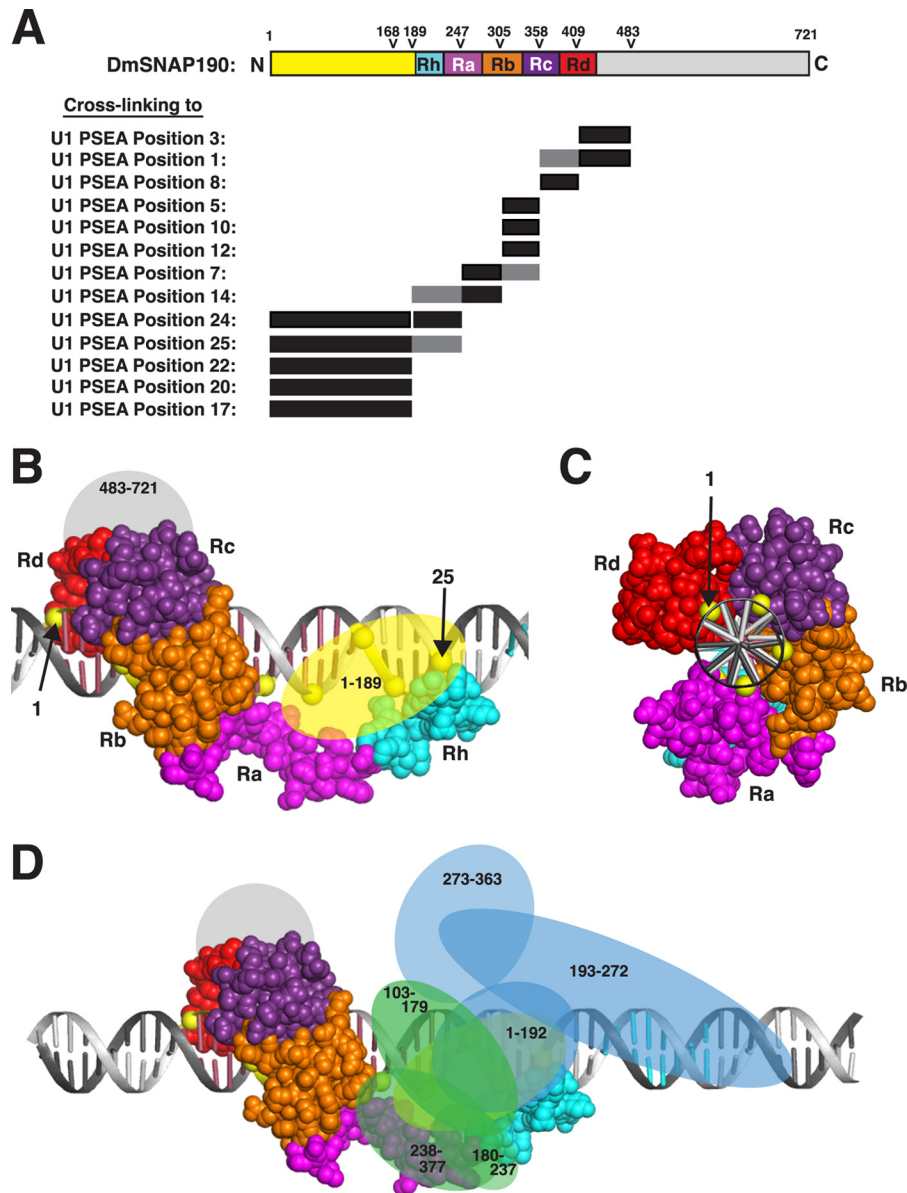 A
1 168 189 247 305 358 409 483 721
DmSNAP190: N Rh Ra Rb Rc Rd C
Cross-linking to
U1 PSEA Position 3:
U1 PSEA Position 1:
U1 PSEA Position 8:
U1 PSEA Position 5:
U1 PSEA Position 10:
U1 PSEA Position 12:
U1 PSEA Position 7:
U1 PSEA Position 14:
U1 PSEA Position 24:
U1 PSEA Position 25:
U1 PSEA Position 22:
U1 PSEA Position 20:
U1 PSEA Position 17:
B
483-721
Rd
Rc
25
1-189
1
Rb
Ra
Rh
C
1
Rd
Rc
Rb
Ra
D
273-363
193-272
103-
179
1-192
238-
377
180-
237